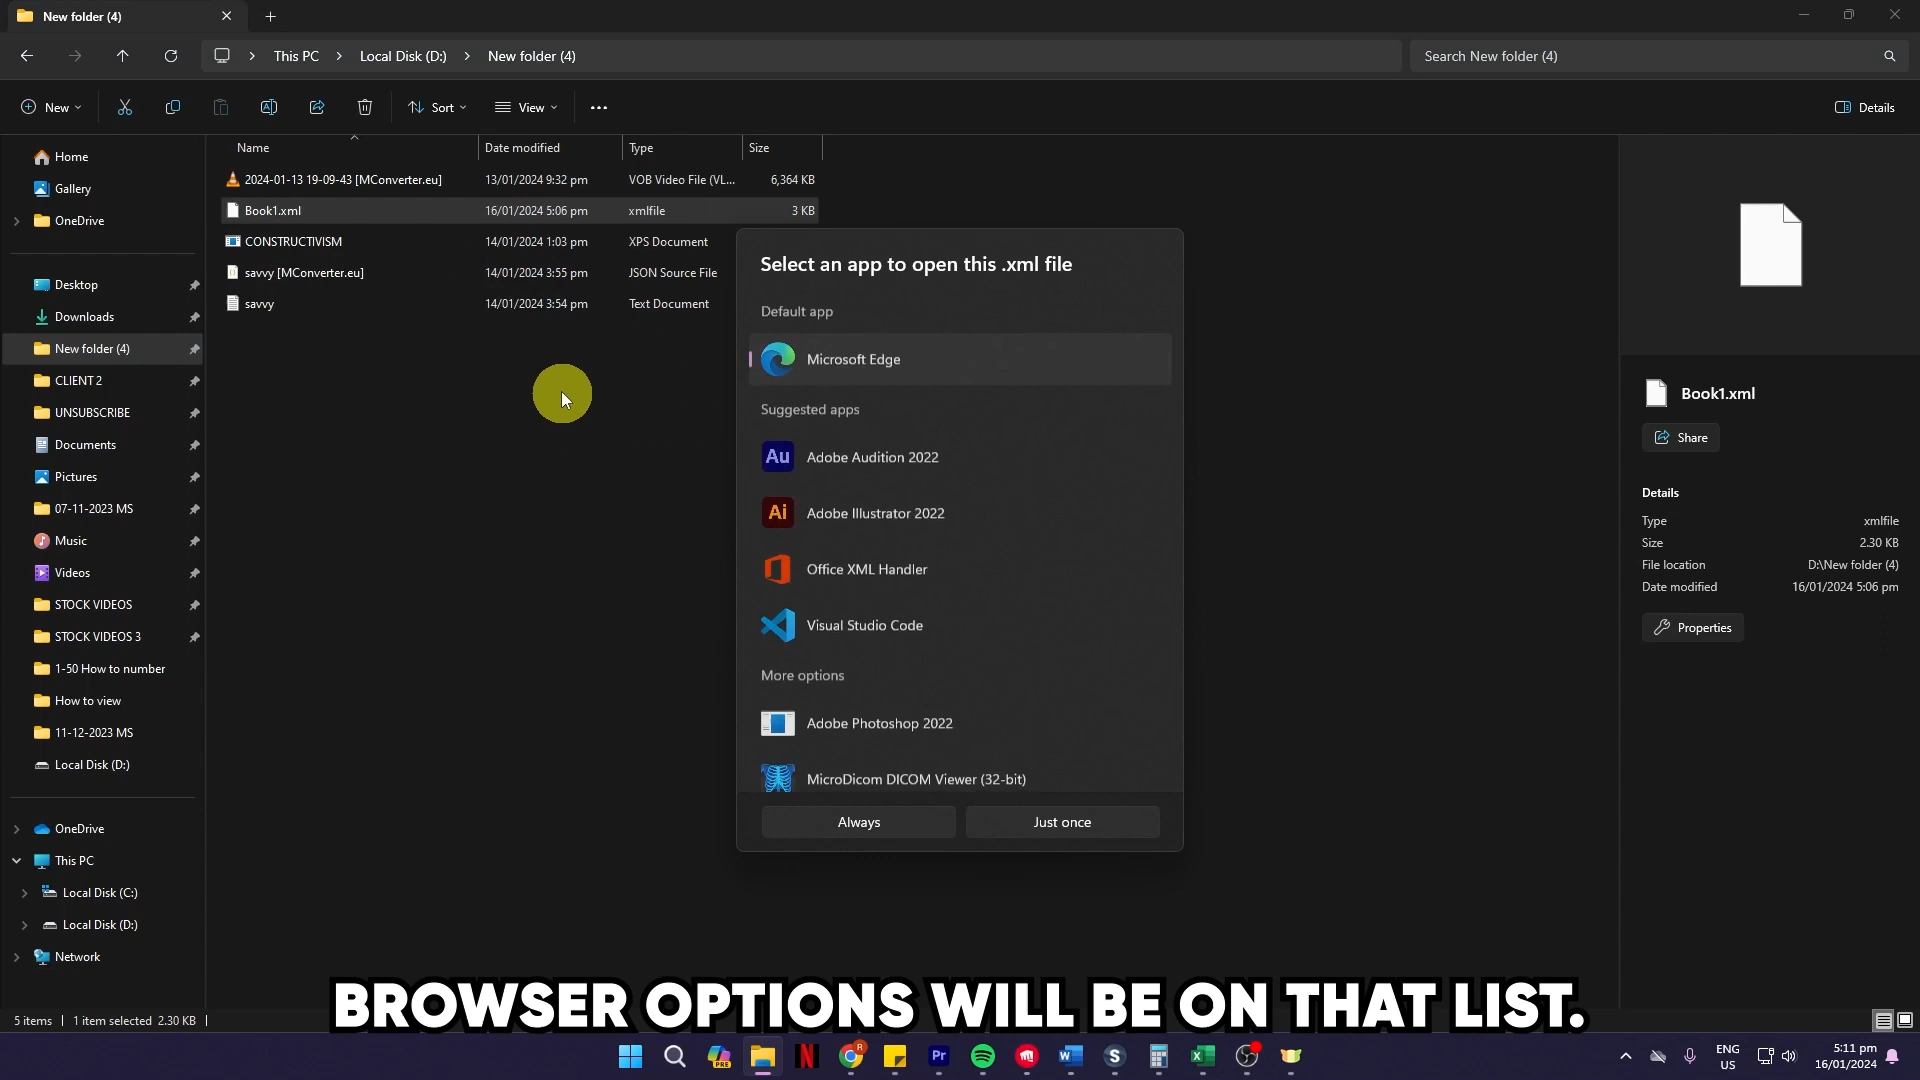 New folder (4)
This PC
Local Disk (D:)
New folder (4)
Search New folder (4)
New
Sort
View
Details
Name
Date modified
Type
Size
2024-01-13 19-09-43 [MConverter.eu]
13/01/2024 9:32 pm
VOB Video File (VL...
6,364 KB
Book1.xml
16/01/2024 5:06 pm
xmlfile
3 KB
CONSTRUCTIVISM
14/01/2024 1:03 pm
XPS Document
savvy [MConverter.eu]
14/01/2024 3:55 pm
JSON Source File
savvy
14/01/2024 3:54 pm
Text Document
Home
Gallery
OneDrive
Desktop
Downloads
New folder (4)
CLIENT 2
UNSUBSCRIBE
Documents
Pictures
07-11-2023 MS
Music
Videos
STOCK VIDEOS
STOCK VIDEOS 3
1-50 How to number
How to view
11-12-2023 MS
Local Disk (D:)
OneDrive
This PC
Local Disk (C:)
Local Disk (D:)
Network
Select an app to open this .xml file
Default app
Microsoft Edge
Suggested apps
Au
Adobe Audition 2022
Ai
Adobe Illustrator 2022
Office XML Handler
Visual Studio Code
More options
Adobe Photoshop 2022
MicroDicom DICOM Viewer (32-bit)
Always
Just once
Book1.xml
Share
Details
Type
xmlfile
Size
2.30 KB
File location
D:\New folder (4)
Date modified
16/01/2024 5:06 pm
Properties
BROWSER OPTIONS WILL BE ON THAT LIST.
5 items
1 item selected 2.30 KB
PRE
N
R
Pr
W
S
X
ENG
US
5:11 pm
16/01/2024